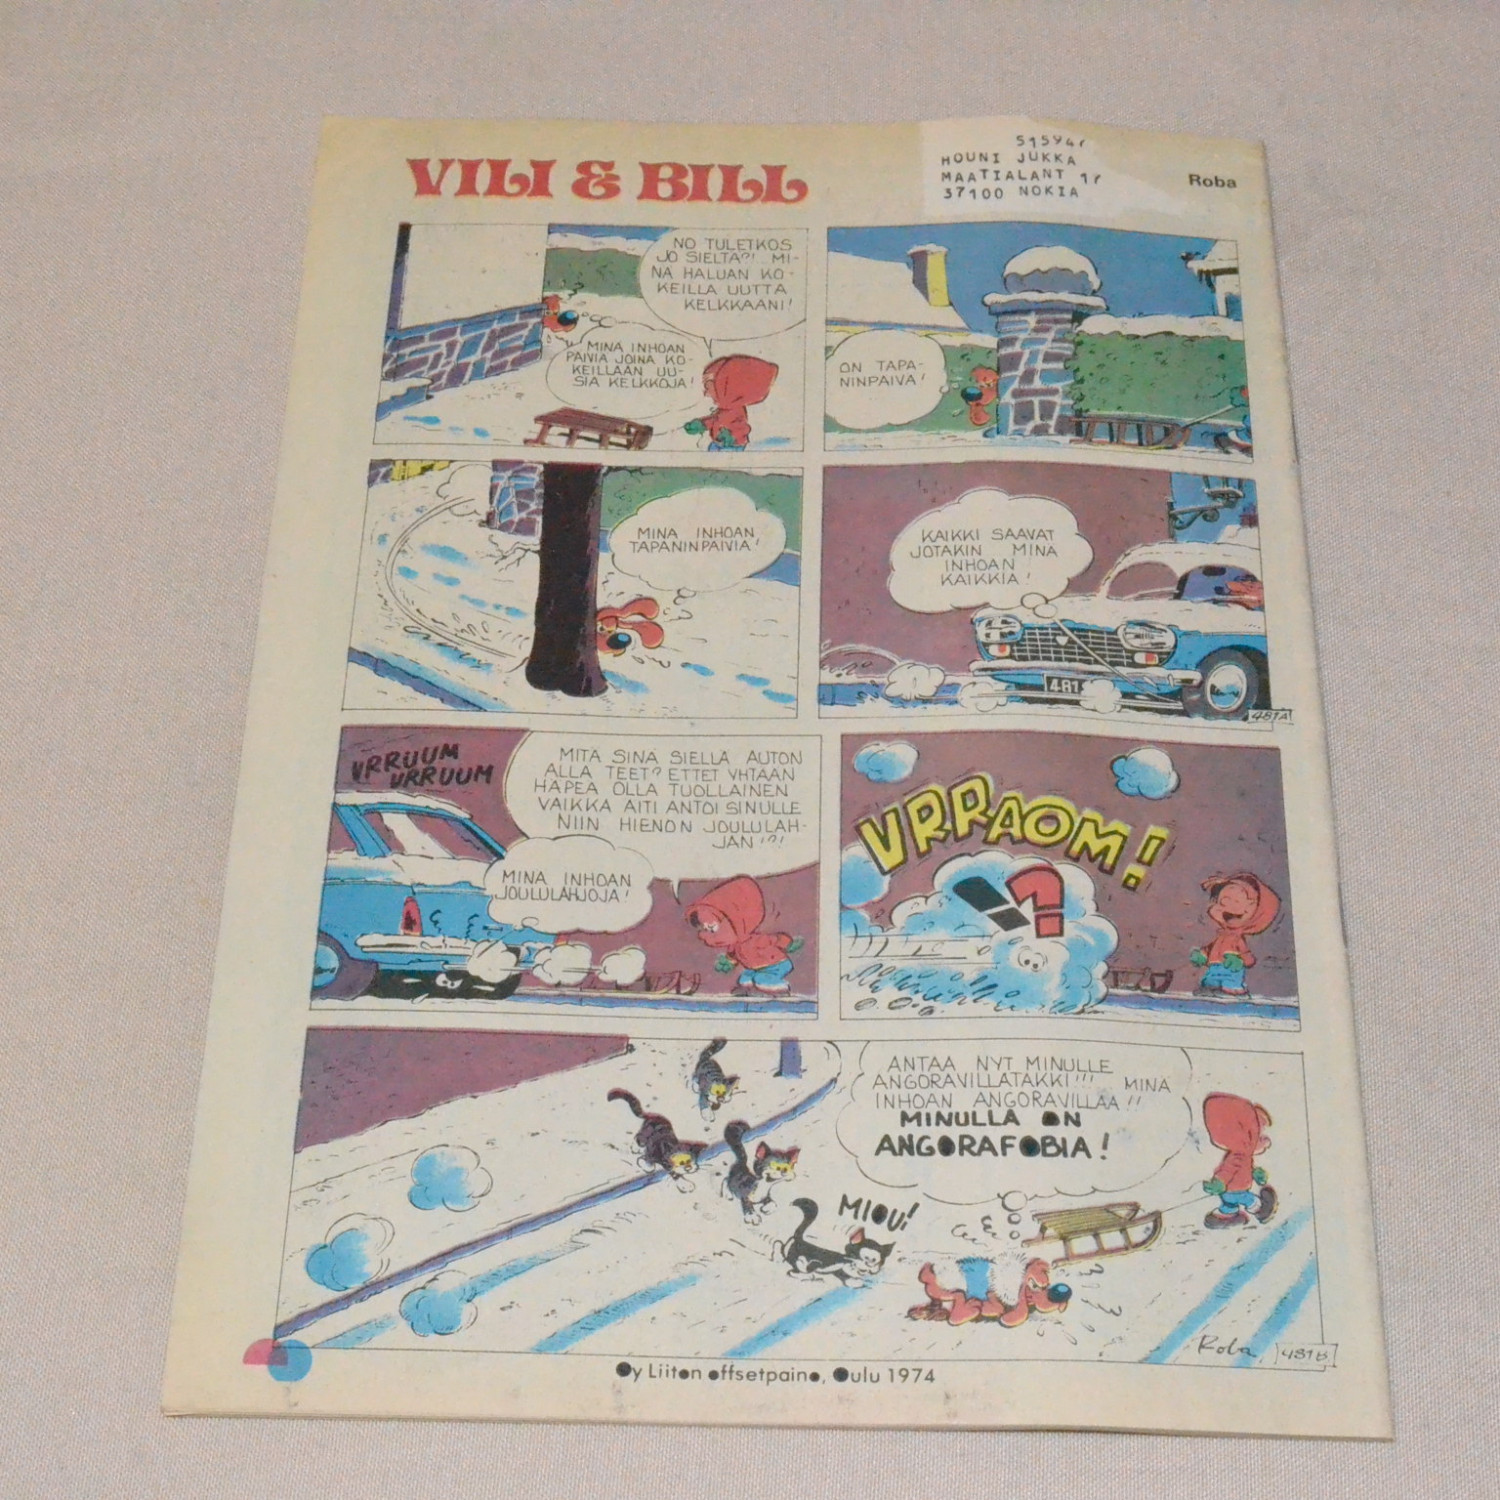 VILI & BILL
HOUNI JUKKA
MAATIALANT
37100 NOKIA
Roba
NO TULETKOS
JO SIELTÄ?! MI-
NÄ HALUAN KO-
KEILLA UUTTA
KELKKAANI!
MINÄ INHOAN
PÄIVIÄ JOINA KO-
KEILLAAN UU-
SIA KELKKOJA!
ON TAPA-
NINPÄIVÄ!
MINÄ INHOAN
TAPANINPÄIVIÄ!
KAIKKI SAAVAT
JOTAKIN MINÄ
INHOAN
KAIKKIA!
481
481A
VRRUUM
VRRUUM
MITÄ SINÄ SIELLÄ AUTON
ALLA TEET? ETTET YHTÄÄN
HÄPEÄ OLLA TUOLLAINEN
VAIKKA ÄITI ANTOI SINULLE
NIIN HIENON JOULULAH-
JAN!?!
MINÄ INHOAN
JOULULAHJOJA!
VRRAOM!
!?
ANTAA NYT MINULLE
ANGORAVILLATAKKI!!! MINÄ
INHOAN ANGORAVILLAA!!
MINULLA ON
ANGORAFOBIA!
MIOU!
Roba
481B
Oy Liiton offsetpaino, Oulu 1974